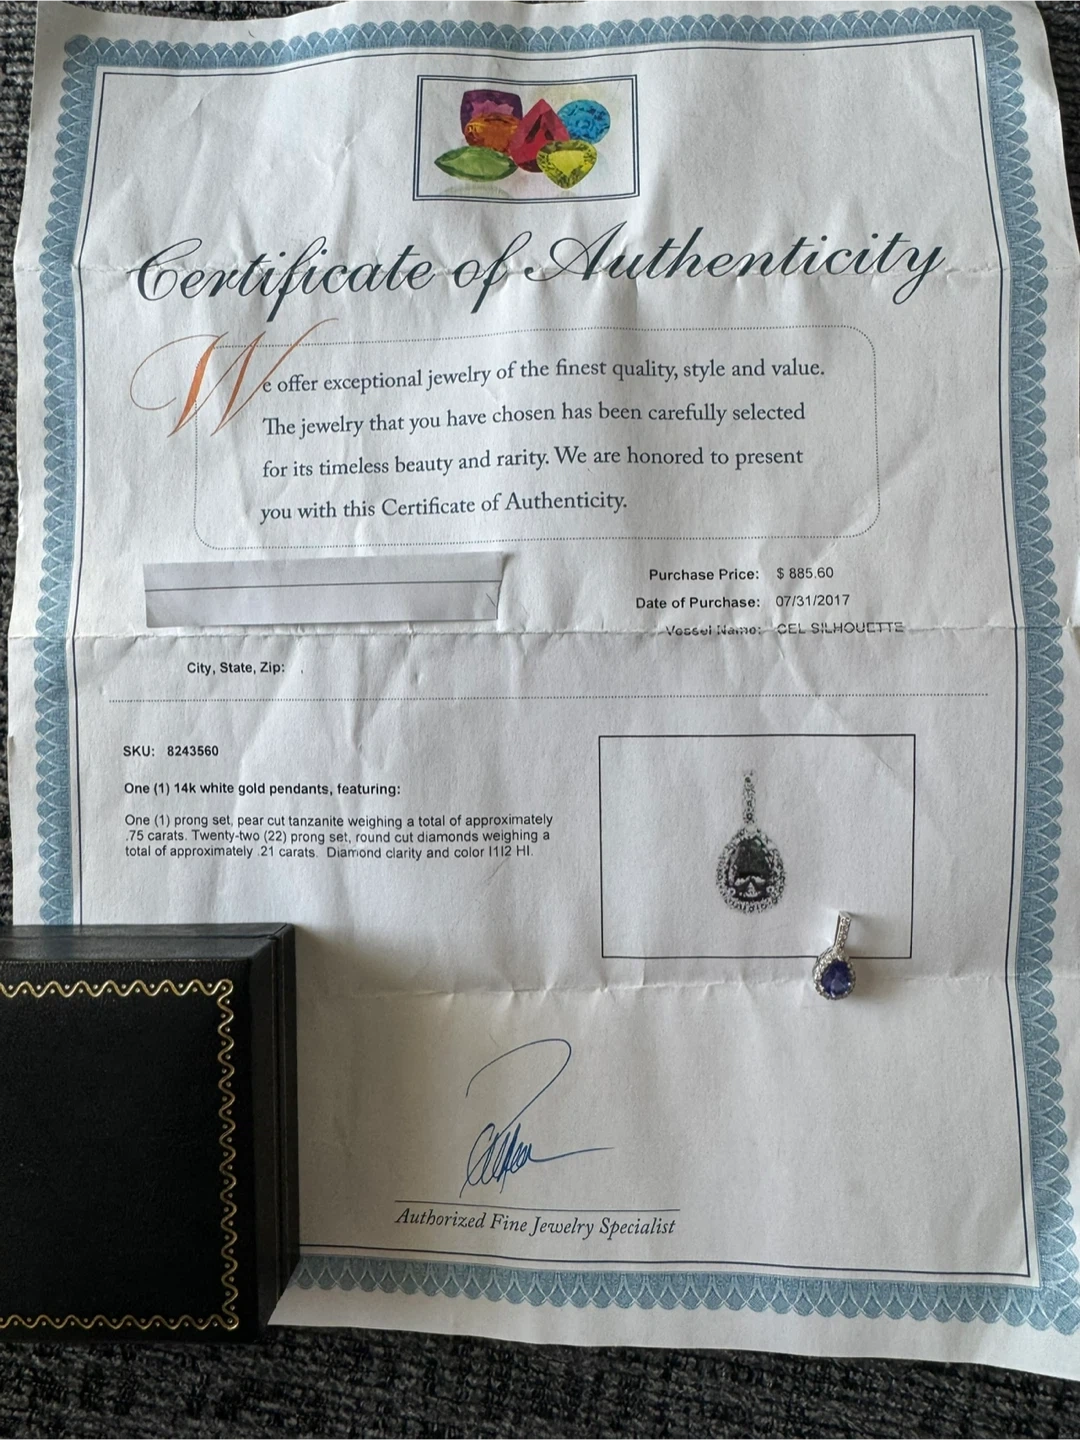 Certificate of Authenticity
We offer exceptional jewelry of the finest quality, style and value.
The jewelry that you have chosen has been carefully selected
for its timeless beauty and rarity. We are honored to present
you with this Certificate of Authenticity.
Purchase Price: $ 885.60
Date of Purchase: 07/31/2017
Vessel Name: CEL SILHOUETTE
City, State, Zip: .
SKU: 8243560
One (1) 14k white gold pendants, featuring:
One (1) prong set, pear cut tanzanite weighing a total of approximately
.75 carats. Twenty-two (22) prong set, round cut diamonds weighing a
total of approximately .21 carats. Diamond clarity and color I1I2 HI.
Authorized Fine Jewelry Specialist